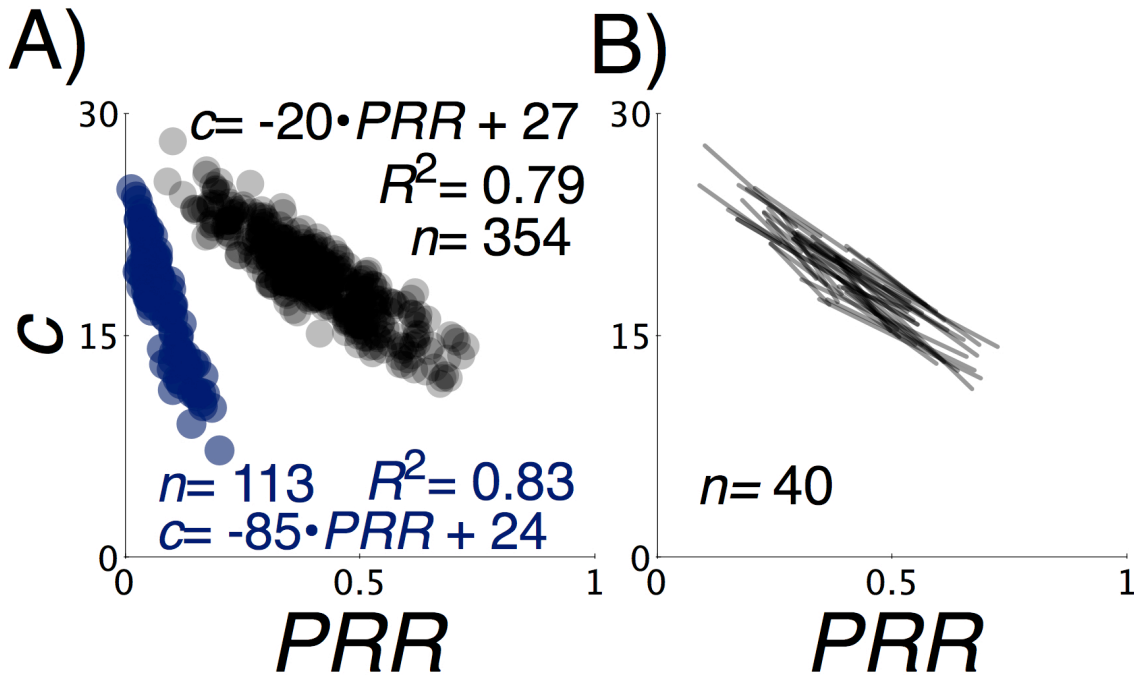 A)
c= -20•PRR + 27
R²= 0.79
n= 354
n= 113 R²= 0.83
c= -85•PRR + 24
30
15
0
c
0 0.5 1
PRR
B)
30
15
0
n= 40
0 0.5 1
PRR